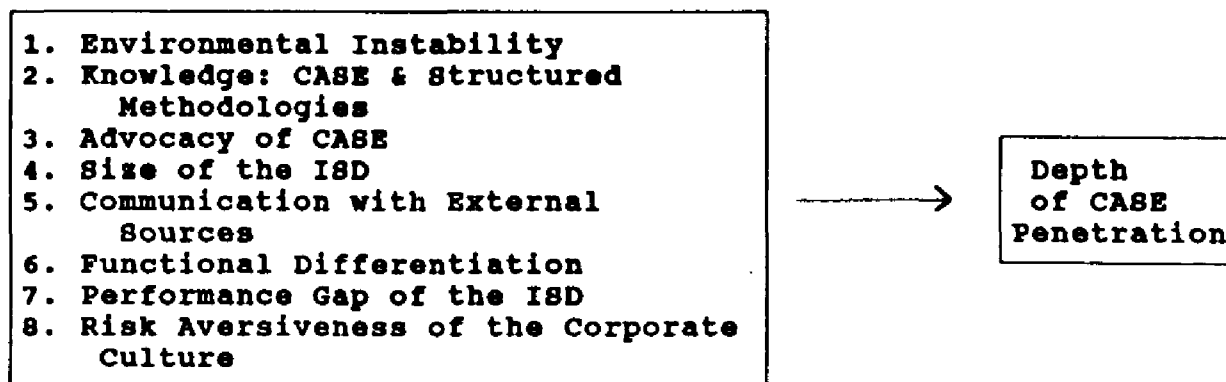 1. Environmental Instability
2. Knowledge: CASE & Structured
Methodologies
3. Advocacy of CASE
4. Size of the ISD
5. Communication with External
Sources
6. Functional Differentiation
7. Performance Gap of the ISD
8. Risk Aversiveness of the Corporate
Culture
Depth
of CASE
Penetration